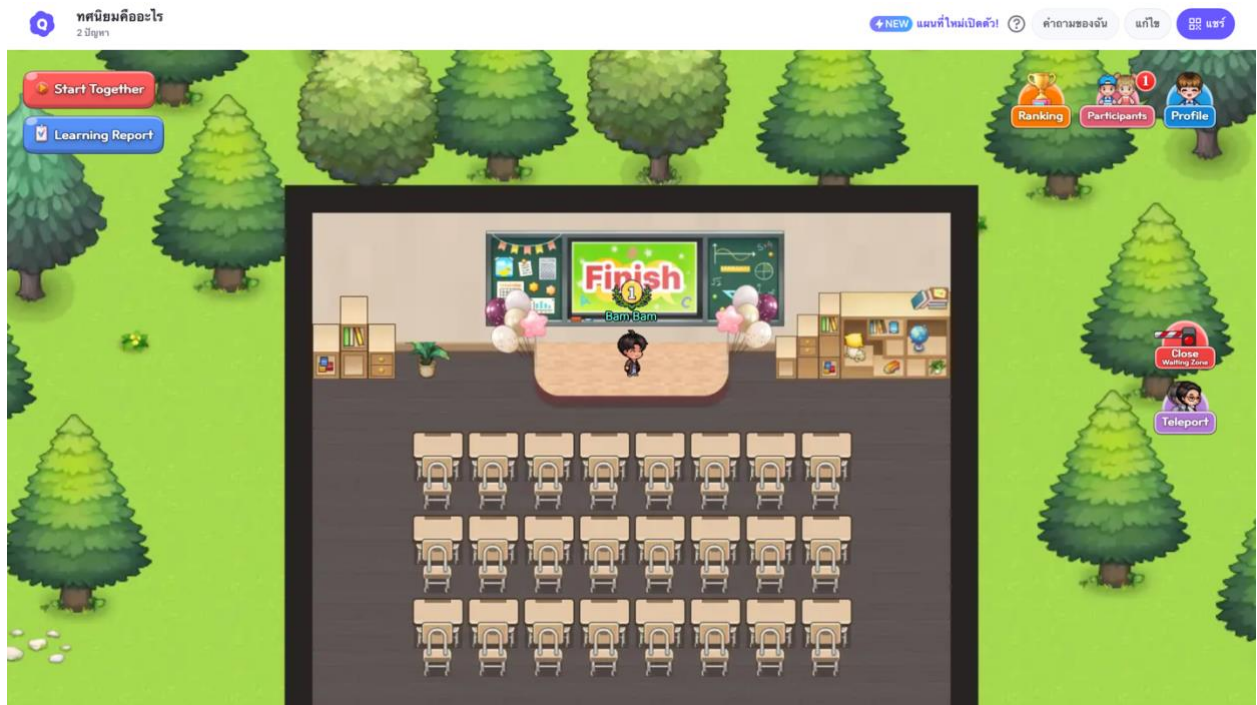 Q
ทศนิยมคืออะไร
2 ปัญหา
NEW แผนที่ใหม่เปิดตัว!
?
คำถามของฉัน
แก้ไข
แชร์
Start Together
Learning Report
Ranking
Participants
1
Profile
Finish
1
Bam Bam
Close
Waiting Zone
Teleport